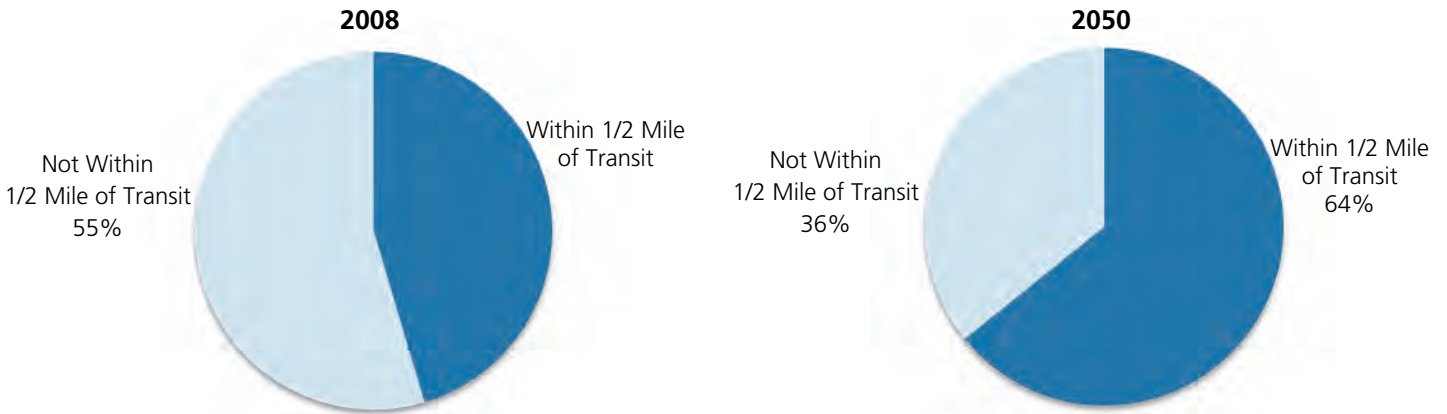 2008
Not Within
1/2 Mile of Transit
55%
Within 1/2 Mile
of Transit
2050
Not Within
1/2 Mile of Transit
36%
Within 1/2 Mile
of Transit
64%